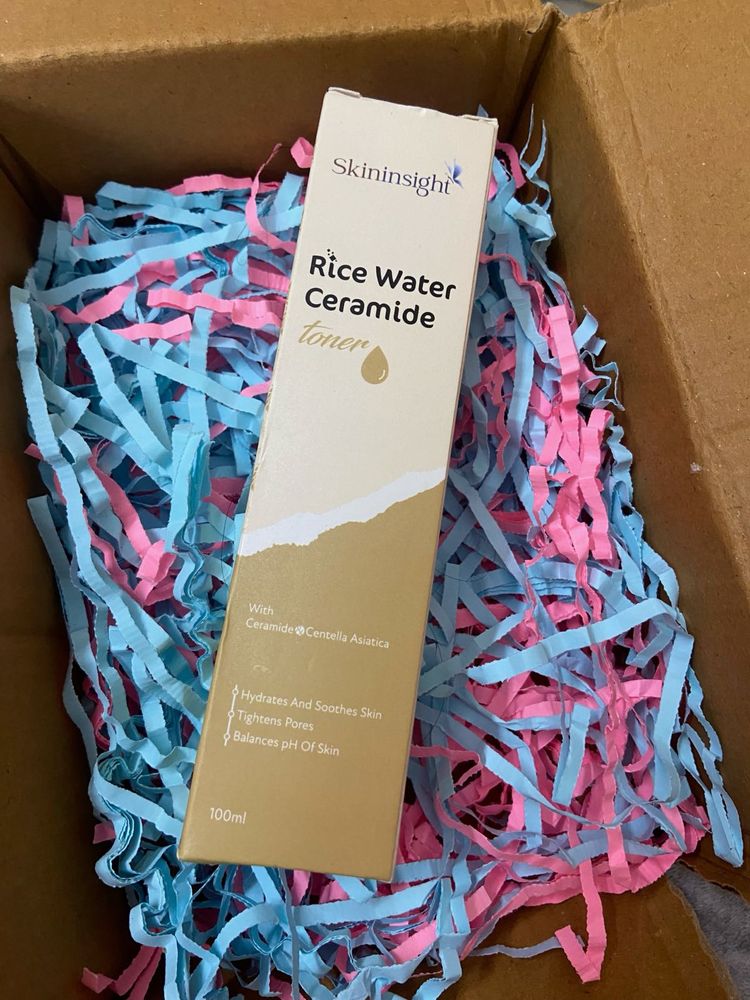 Skininsight
Rice Water
Ceramide
toner
With
Ceramide & Centella Asiatica
Hydrates And Soothes Skin
Tightens Pores
Balances pH Of Skin
100ml